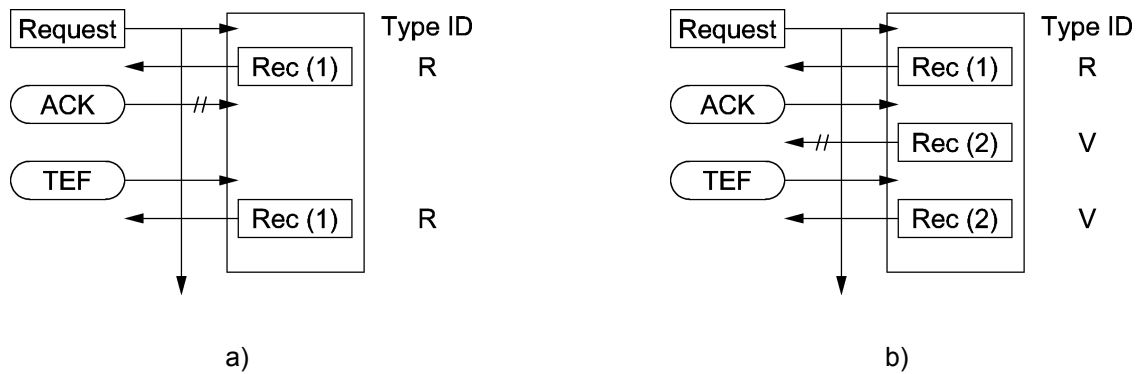 Request Type ID
Rec (1) R
ACK
TEF
Rec (1) R
a)
Request Type ID
Rec (1) R
ACK
Rec (2) V
TEF
Rec (2) V
b)